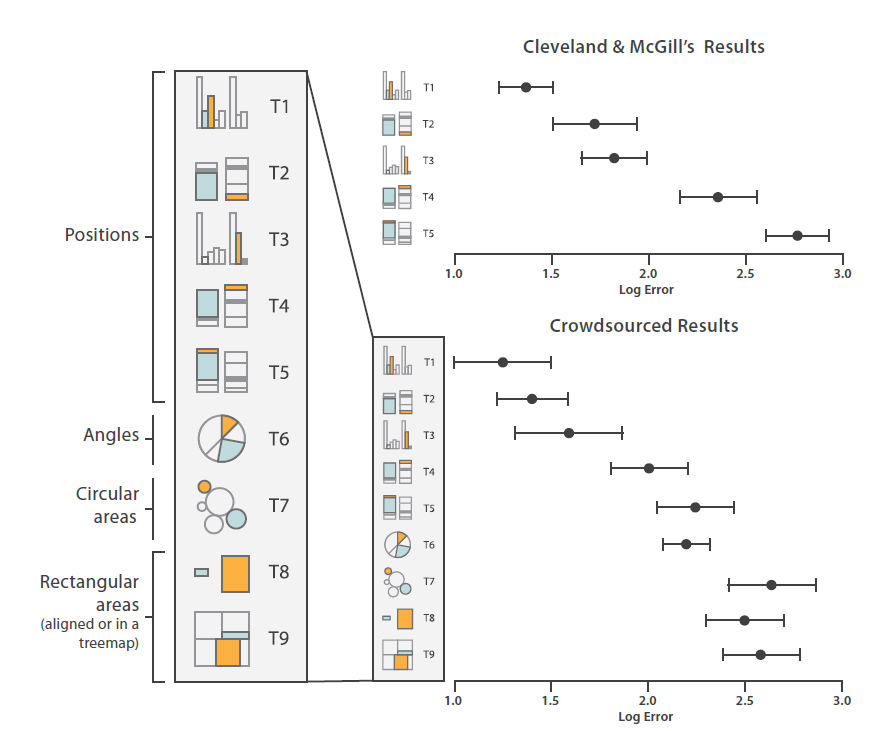 Cleveland & McGill's  Results
T1
T2
T3
T4
T5
1.0 1.5 2.0 2.5 3.0
Log Error
Positions
T1
T2
T3
T4
T5
Angles
T6
Circular
areas
T7
Rectangular
areas
(aligned or in a
treemap)
T8
T9
Crowdsourced Results
T1
T2
T3
T4
T5
T6
T7
T8
T9
1.0 1.5 2.0 2.5 3.0
Log Error